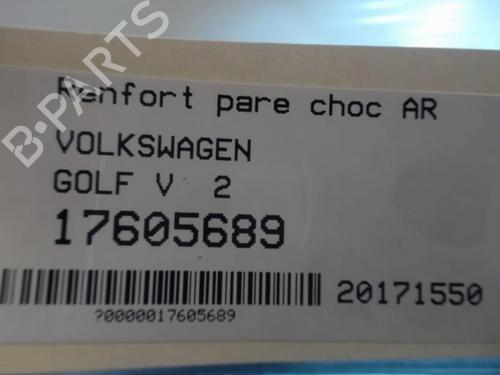 B-PARTS
Renfort pare choc AR
VOLKSWAGEN
GOLF V 2
17605689
20171550
?0000017605689